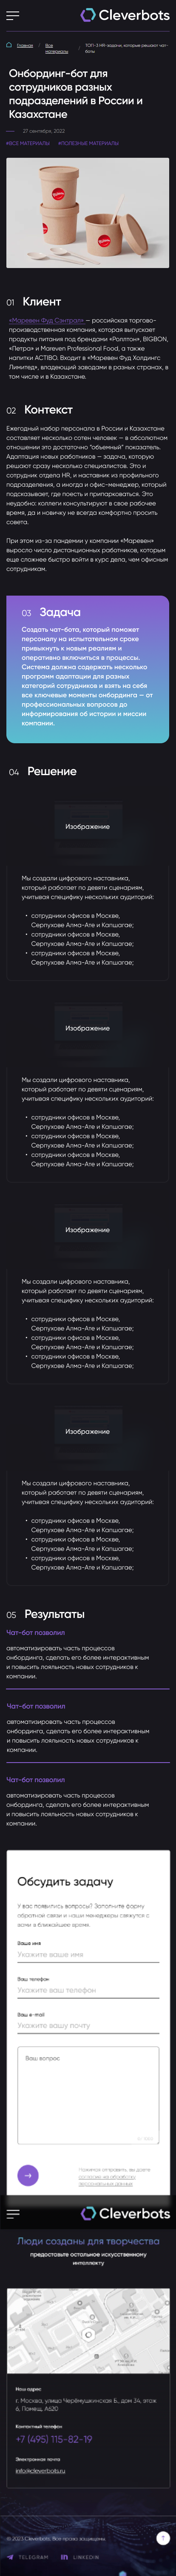 Cleverbots
Главная / Все материалы / ТОП-3 HR-задачи, которые решают чат-боты
Онбординг-бот для
сотрудников разных
подразделений в России и
Казахстане
27 сентября, 2022
#ВСЕ МАТЕРИАЛЫ #ПОЛЕЗНЫЕ МАТЕРИАЛЫ
01 Клиент
«Маревен Фуд Сэнтрал» — российская торгово-
производственная компания, которая выпускает
продукты питания под брендами «Роллтон», BIGBON,
«Петра» и Mareven Professional Food, а также
напитки ACTIBO. Входит в «Маревен Фуд Холдингс
Лимитед», владеющий заводами в разных странах, в
том числе и в Казахстане.
02 Контекст
Ежегодный набор персонала в России и Казахстане
составляет несколько сотен человек — в абсолютном
отношении это достаточно "объемный" показатель.
Адаптация новых работников — задача, которую
решают сразу несколько специалистов. Это и
сотрудник отдела HR, и наставник, и кто-то из
напарников, соседа, да и офис-менеджер, который
подсказывает, где поесть и припарковаться. Это
неудобно: коллеги консультируют в свое рабочее
время, да и новичку не всегда комфортно просить
совета.
При этом из-за пандемии у компании «Маревен»
выросло число дистанционных работников, которым
еще сложнее быстро войти в курс дела, чем офисным
сотрудникам.
03 Задача
Создать чат-бота, который поможет
персоналу на испытательном сроке
привыкнуть к новым реалиям и
оперативно включиться в процессы.
Система должна содержать несколько
программ адаптации для разных
категорий сотрудников и взять на себя
все ключевые моменты онбординга — от
профессиональных вопросов до
информирования об истории и миссии
компании.
04 Решение
Изображение
Мы создали цифрового наставника,
который работает по девяти сценариям,
учитывая специфику нескольких аудиторий:
• сотрудники офисов в Москве,
Серпухове Алма-Ате и Капшагае;
• сотрудники офисов в Москве,
Серпухове Алма-Ате и Капшагае;
• сотрудники офисов в Москве,
Серпухове Алма-Ате и Капшагае;
Изображение
Мы создали цифрового наставника,
который работает по девяти сценариям,
учитывая специфику нескольких аудиторий:
• сотрудники офисов в Москве,
Серпухове Алма-Ате и Капшагае;
• сотрудники офисов в Москве,
Серпухове Алма-Ате и Капшагае;
• сотрудники офисов в Москве,
Серпухове Алма-Ате и Капшагае;
Изображение
Мы создали цифрового наставника,
который работает по девяти сценариям,
учитывая специфику нескольких аудиторий:
• сотрудники офисов в Москве,
Серпухове Алма-Ате и Капшагае;
• сотрудники офисов в Москве,
Серпухове Алма-Ате и Капшагае;
• сотрудники офисов в Москве,
Серпухове Алма-Ате и Капшагае;
Изображение
Мы создали цифрового наставника,
который работает по девяти сценариям,
учитывая специфику нескольких аудиторий:
• сотрудники офисов в Москве,
Серпухове Алма-Ате и Капшагае;
• сотрудники офисов в Москве,
Серпухове Алма-Ате и Капшагае;
• сотрудники офисов в Москве,
Серпухове Алма-Ате и Капшагае;
05 Результаты
Чат-бот позволил
автоматизировать часть процессов
онбординга, сделать его более интерактивным
и повысить лояльность новых сотрудников к
компании.
Чат-бот позволил
автоматизировать часть процессов
онбординга, сделать его более интерактивным
и повысить лояльность новых сотрудников к
компании.
Чат-бот позволил
автоматизировать часть процессов
онбординга, сделать его более интерактивным
и повысить лояльность новых сотрудников к
компании.
Обсудить задачу
У вас появились вопросы? Заполните форму
обратной связи и наши менеджеры свяжутся с
вами в ближайшее время.
Ваше имя
Укажите ваше имя
Ваш телефон
Укажите ваш телефон
Ваш e-mail
Укажите вашу почту
Ваш вопрос
Нажимая отправить, вы даете
согласие на обработку
персональных данных
Cleverbots
Люди созданы для творчества
предоставьте остальное искусственному
интеллекту
Наш адрес
г. Москва, улица Черёмушкинская Б., дом 34, этаж
6, Помещ. А620
Контактный телефон
+7 (495) 115-82-19
Электронная почта
info@cleverbots.ru
© 2023 Cleverbots. Все права защищены.
TELEGRAM LINKEDIN